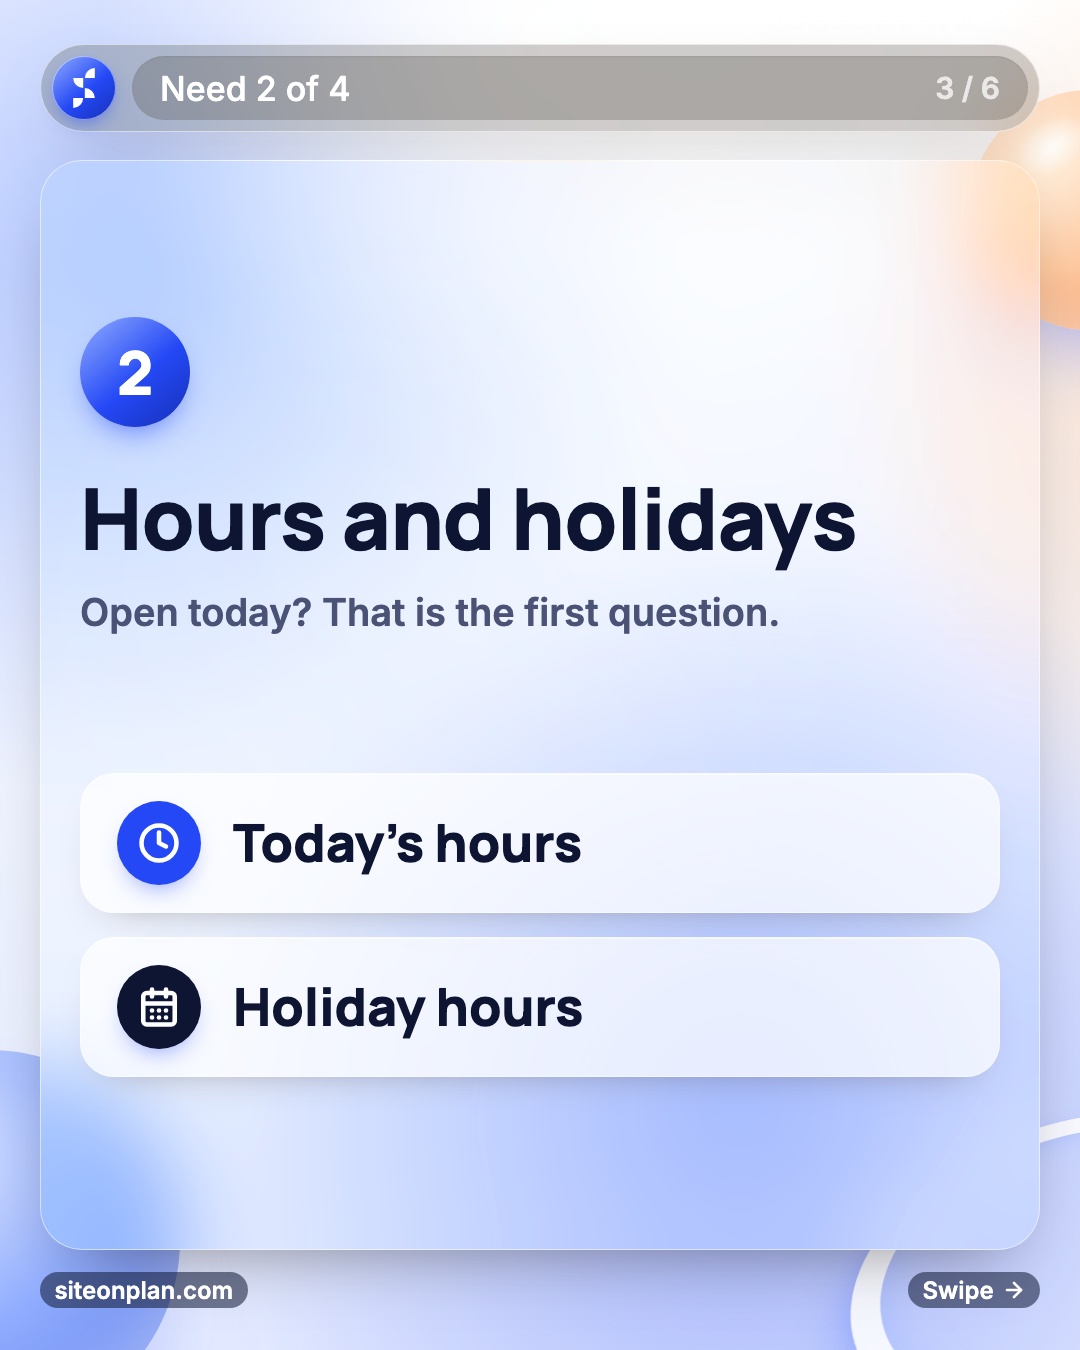 Need 2 of 4
3 / 6
2
Hours and holidays
Open today? That is the first question.
Today’s hours
Holiday hours
siteonplan.com
Swipe →